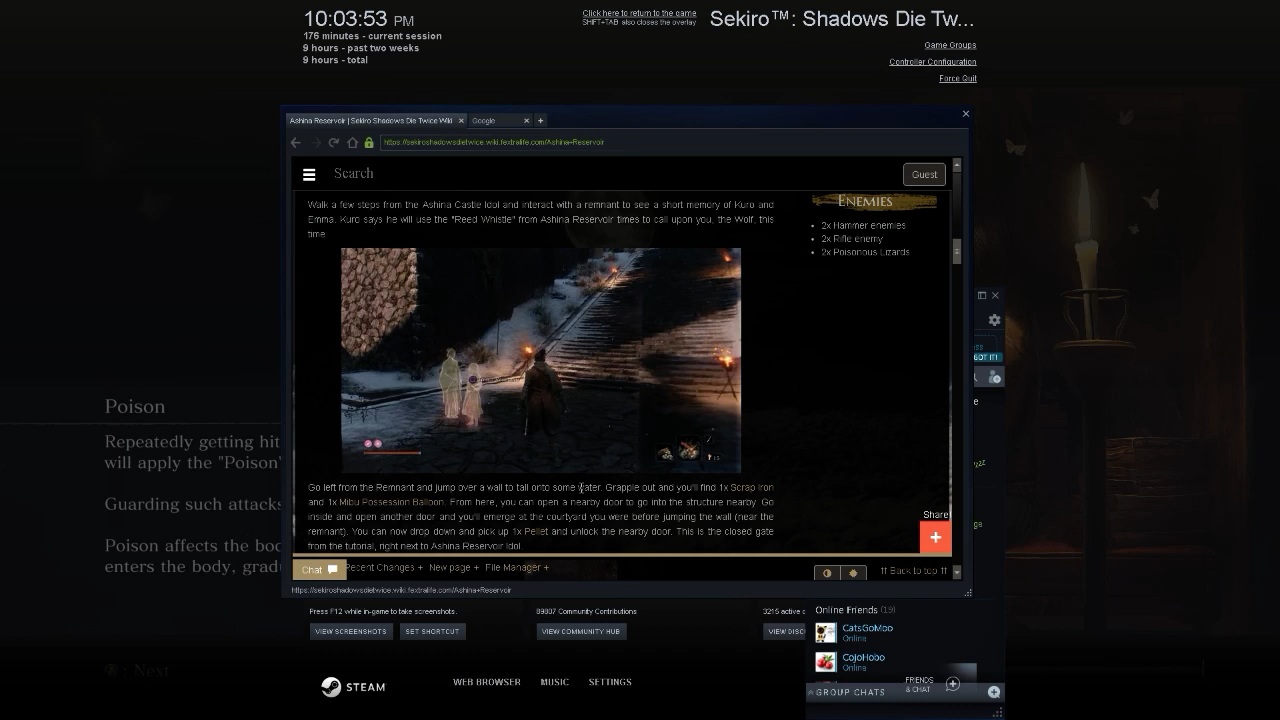 10:03:53 PM
176 minutes - current session
9 hours - past two weeks
9 hours - total
Click here to return to the game
SHIFT+TAB also closes the overlay
Sekiro™: Shadows Die Tw...
Game Groups
Controller Configuration
Force Quit
Ashina Reservoir | Sekiro Shadows Die Twice Wiki
Google
https://sekiroshadowsdietwice.wiki.fextralife.com/Ashina+Reservoir
Search
Guest
Walk a few steps from the Ashina Castle Idol and interact with a remnant to see a short memory of Kuro and
Emma. Kuro says he will use the "Reed Whistle" from Ashina Reservoir times to call upon you, the Wolf, this
time.
ENEMIES
2x Hammer enemies
2x Rifle enemy
2x Poisonous Lizards
13
Go left from the Remnant and jump over a wall to fall onto some water. Grapple out and you'll find 1x Scrap Iron
and 1x Mibu Possession Balloon. From here, you can open a nearby door to go into the structure nearby. Go
inside and open another door and you'll emerge at the courtyard you were before jumping the wall (near the
remnant). You can now drop down and pick up 1x Pellet and unlock the nearby door. This is the closed gate
from the tutorial, right next to Ashina Reservoir Idol
Share
Chat
Recent Changes +
New page +
File Manager +
Back to top
https://sekiroshadowsdietwice.wiki.fextralife.com/Ashina+Reservoir
GOT IT!
Poison
Repeatedly getting hit
will apply the "Poison"
Guarding such attacks
Poison affects the bod
enters the body, gradu
: Next
Press F12 while in-game to take screenshots.
VIEW SCREENSHOTS
SET SHORTCUT
89807 Community Contributions
VIEW COMMUNITY HUB
3215 active c
VIEW DISC
Online Friends (19)
CatsGoMoo
Online
CojoHobo
Online
FRIENDS
& CHAT
GROUP CHATS
STEAM
WEB BROWSER
MUSIC
SETTINGS